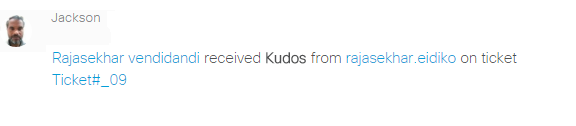 Jackson
Rajasekhar vendidandi received Kudos from rajasekhar.eidiko on ticket
Ticket#_09